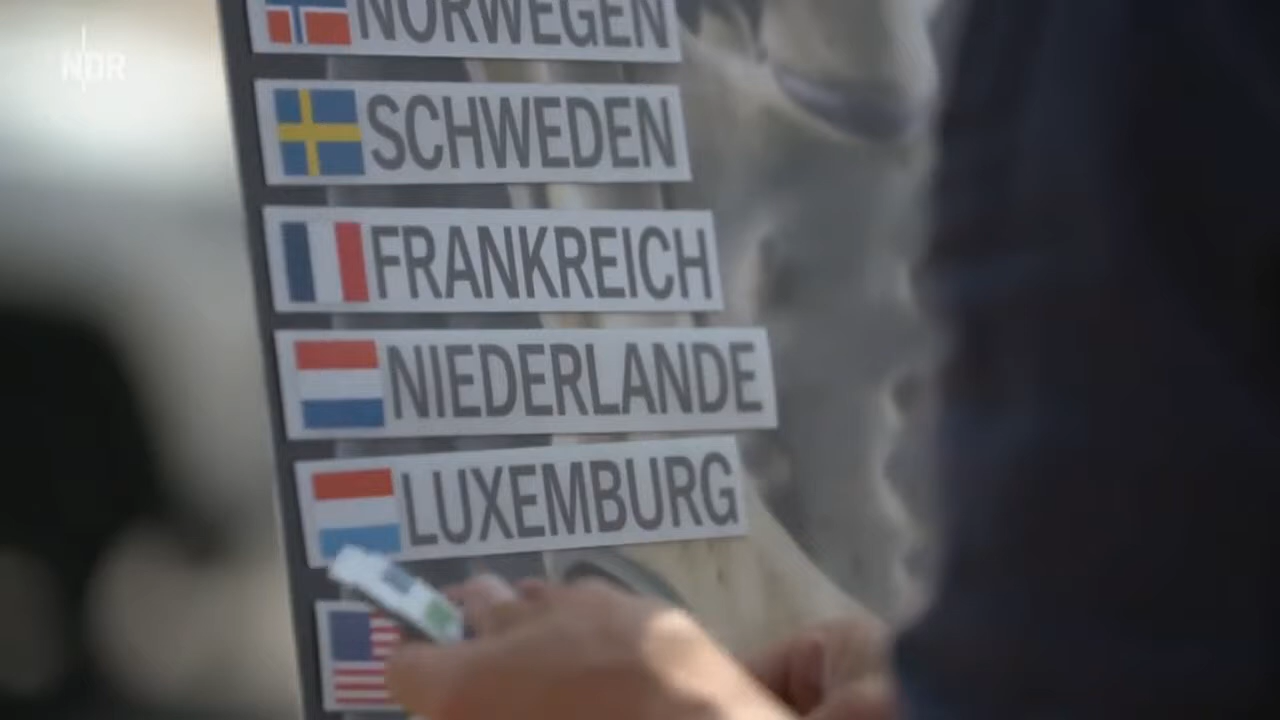 NORWEGEN
NDR
SCHWEDEN
FRANKREICH
NIEDERLANDE
LUXEMBURG